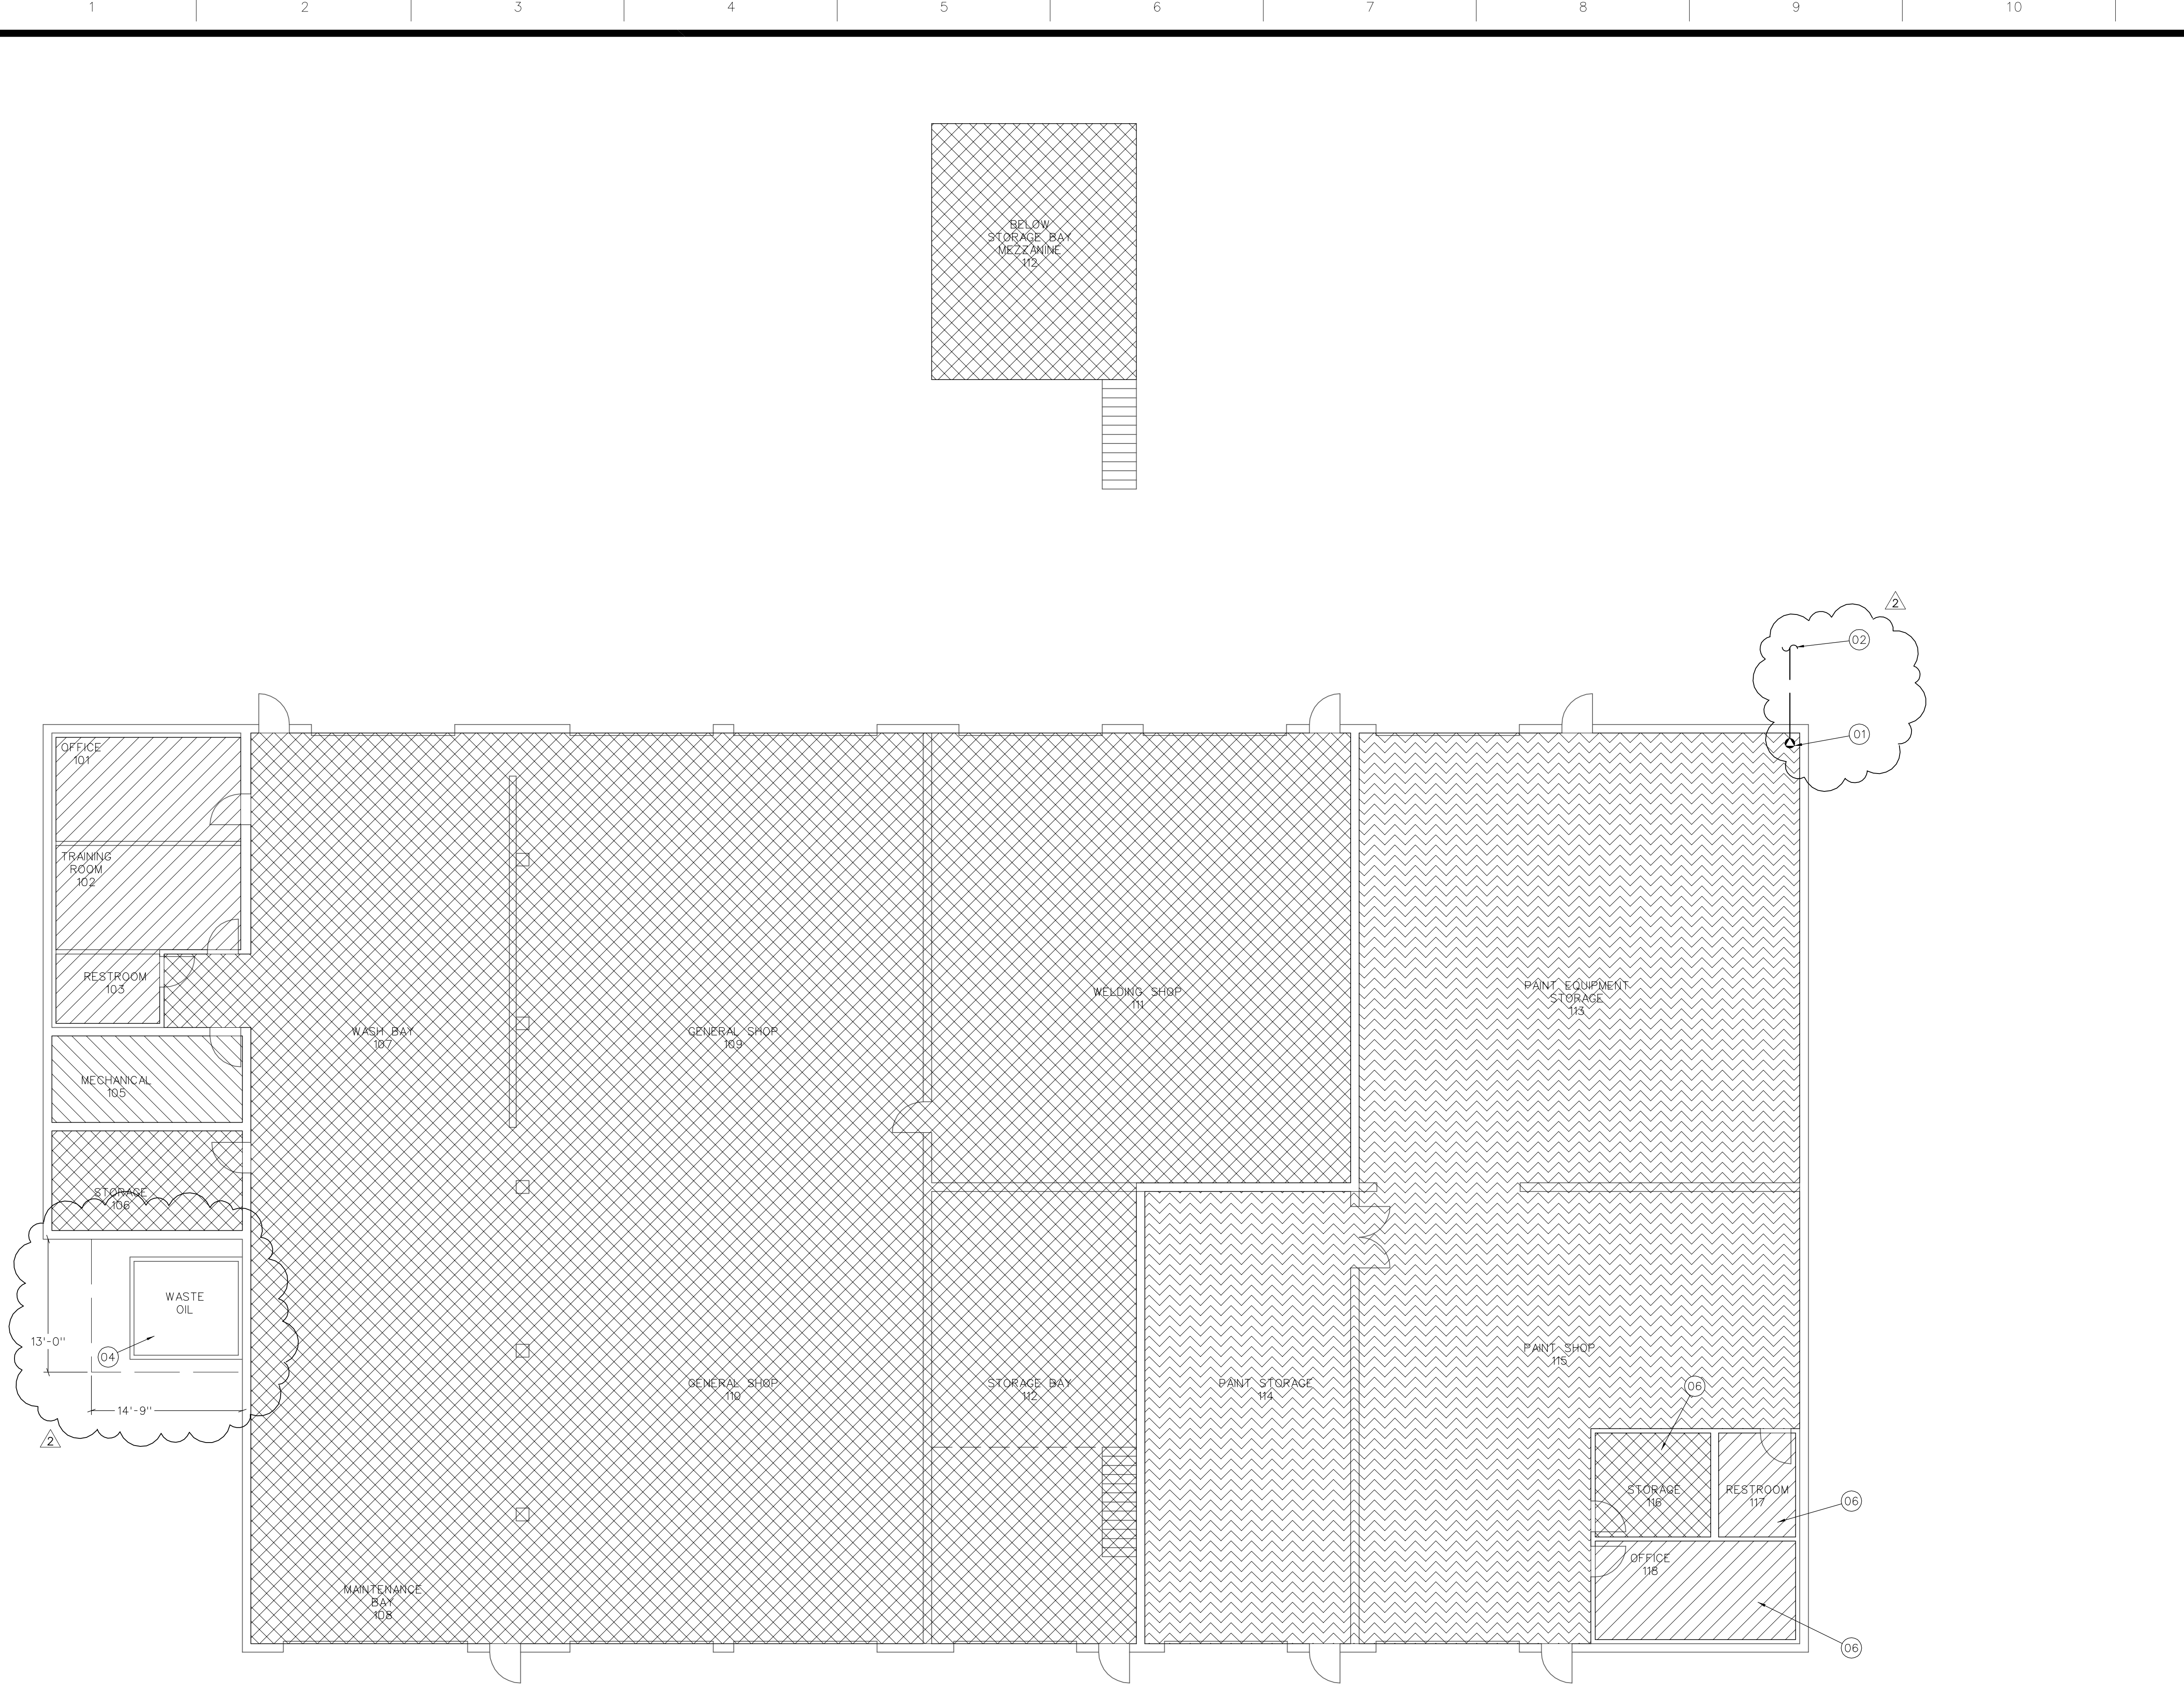 1 2 3 4 5 6 7 8 9 10
BELOW
STORAGE BAY
MEZZANINE
112
2
02
01
OFFICE
101
TRAINING
ROOM
102
RESTROOM
103
MECHANICAL
105
STORAGE
106
WASH BAY
107
GENERAL SHOP
109
WELDING SHOP
111
PAINT EQUIPMENT
STORAGE
113
WASTE
OIL
13'-0"
04
14'-9"
2
GENERAL SHOP
110
STORAGE BAY
112
PAINT STORAGE
114
PAINT SHOP
115
06
STORAGE
116
RESTROOM
117
06
OFFICE
118
06
MAINTENANCE
BAY
108